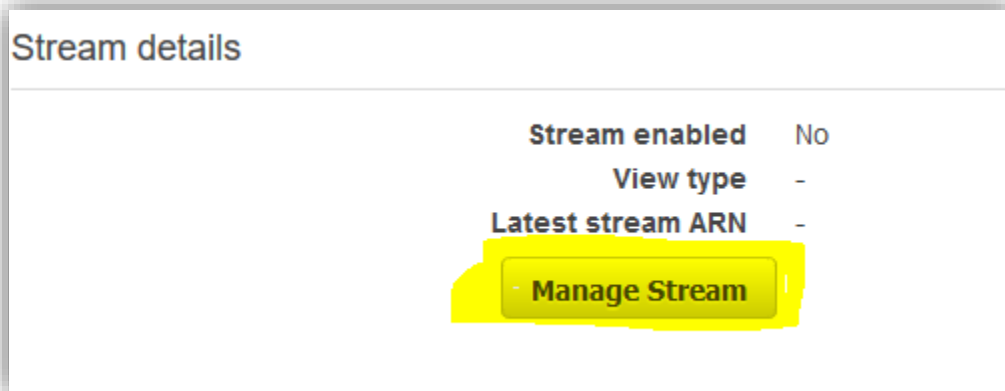 Stream details
Stream enabled No
View type -
Latest stream ARN -
Manage Stream